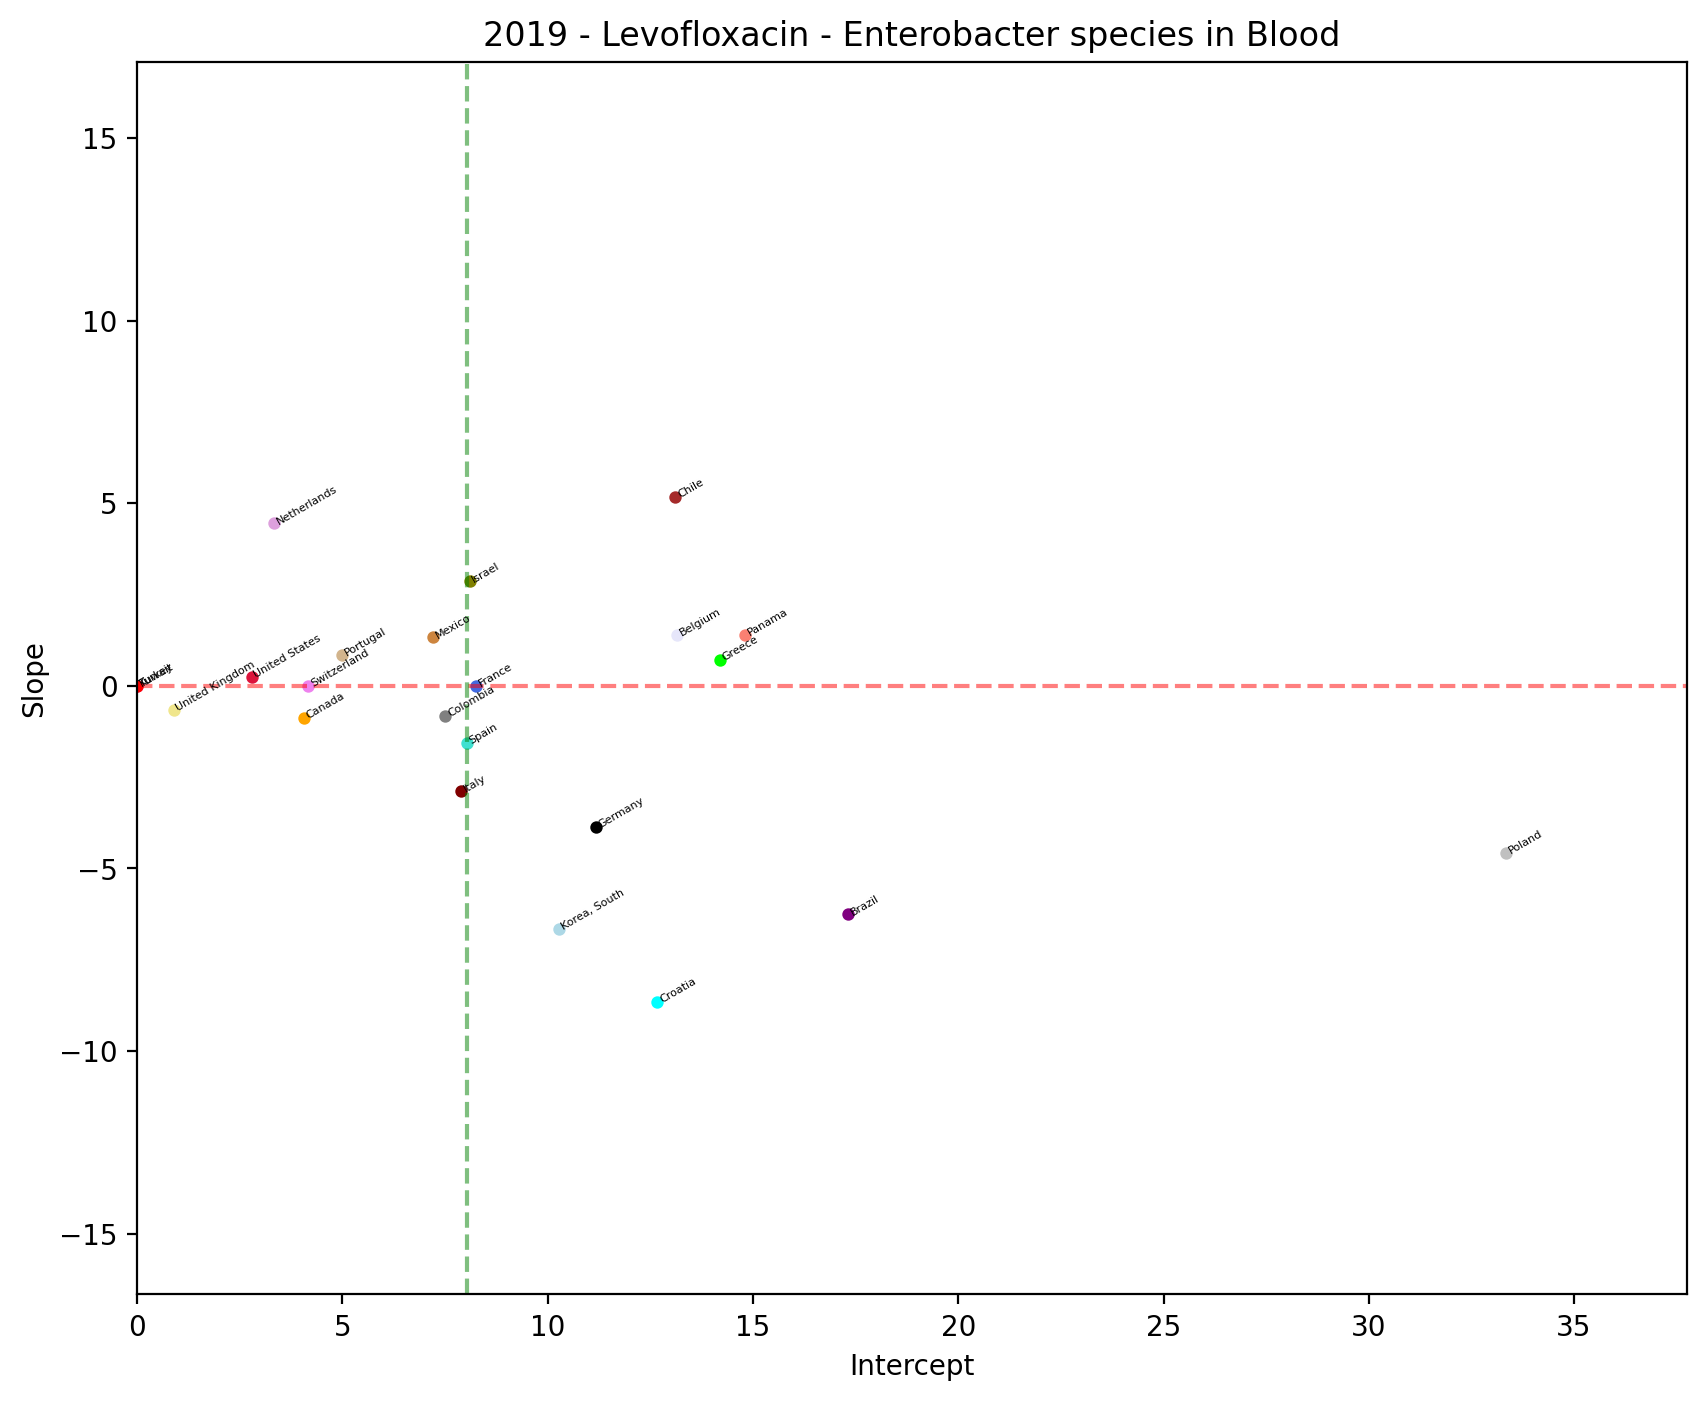 2019 - Levofloxacin - Enterobacter species in Blood
15
10
5
0
−5
−10
−15
Slope
Chile
Netherlands
Israel
Mexico
Belgium
Panama
Greece
Portugal
United States
Switzerland
Turkey
United Kingdom
France
Canada
Colombia
Spain
Italy
Germany
Poland
Brazil
Korea, South
Croatia
0
5
10
15
20
25
30
35
Intercept